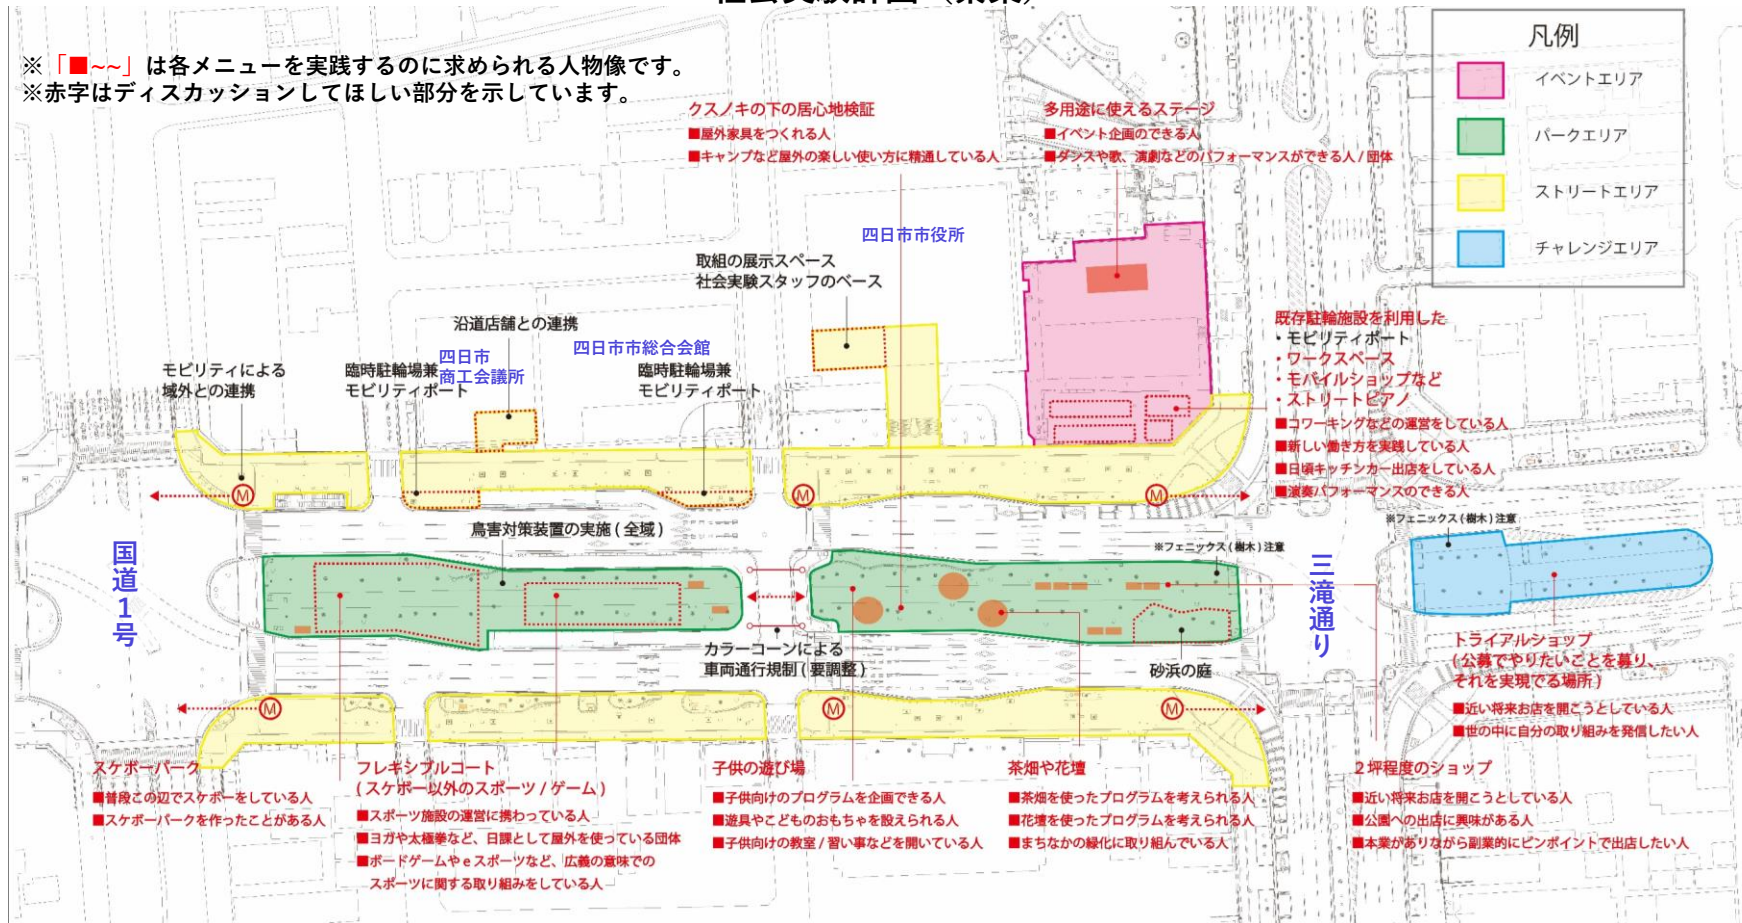 ※「■~~」は各メニューを実践するのに求められる人物像です。
※赤字はディスカッションしてほしい部分を示しています。
凡例
イベントエリア
パークエリア
ストリートエリア
チャレンジエリア
クスノキの下の居心地検証
■屋外家具をつくれる人
■キャンプなど屋外の楽しい使い方に精通している人
多用途に使えるステージ
■イベント企画のできる人
■ダンスや歌、演劇などのパフォーマンスができる人/団体
四日市市役所
取組の展示スペース
社会実験スタッフのベース
沿道店舗との連携
四日市市総合会館
四日市
商工会議所
モビリティによる
域外との連携
臨時駐輪場兼
モビリティポート
臨時駐輪場兼
モビリティポート
既存駐輪施設を利用した
・モビリティポート
・ワークスペース
・モバイルショップなど
・ストリートピアノ
■コワーキングなどの運営をしている人
■新しい働き方を実践している人
■日頃キッチンカー出店をしている人
■演奏パフォーマンスのできる人
M
M
M
鳥害対策装置の実施(全域)
※フェニックス(樹木)注意
※フェニックス(樹木)注意
国道1号
三滝通り
カラーコーンによる
車両通行規制(要調整)
砂浜の庭
トライアルショップ
(公募でやりたいことを募り、
それを実現でる場所)
■近い将来お店を開こうとしている人
■世の中に自分の取り組みを発信したい人
M
M
M
スケボーパーク
■普段この辺でスケボーをしている人
■スケボーパークを作ったことがある人
フレキシブルコート
(スケボー以外のスポーツ/ゲーム)
■スポーツ施設の運営に携わっている人
■ヨガや太極拳など、日課として屋外を使っている団体
■ボードゲームやeスポーツなど、広義の意味での
スポーツに関する取り組みをしている人
子供の遊び場
■子供向けのプログラムを企画できる人
■遊具やこどものおもちゃを設えられる人
■子供向けの教室/習い事などを開いている人
茶畑や花壇
■茶畑を使ったプログラムを考えられる人
■花壇を使ったプログラムを考えられる人
■まちなかの緑化に取り組んでいる人
2坪程度のショップ
■近い将来お店を開こうとしている人
■公園への出店に興味がある人
■本業がありながら副業的にピンポイントで出店したい人